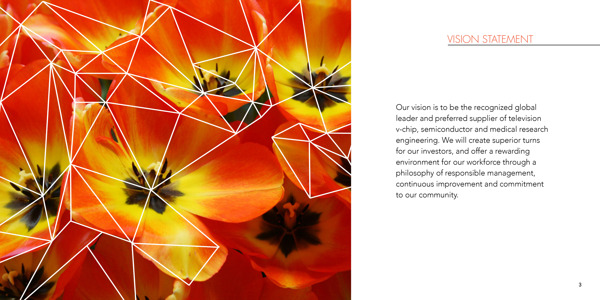 VISION STATEMENT
Our vision is to be the recognized global
leader and preferred supplier of television
v-chip, semiconductor and medical research
engineering. We will create superior turns
for our investors, and offer a rewarding
environment for our workforce through a
philosophy of responsible management,
continuous improvement and commitment
to our community.
3